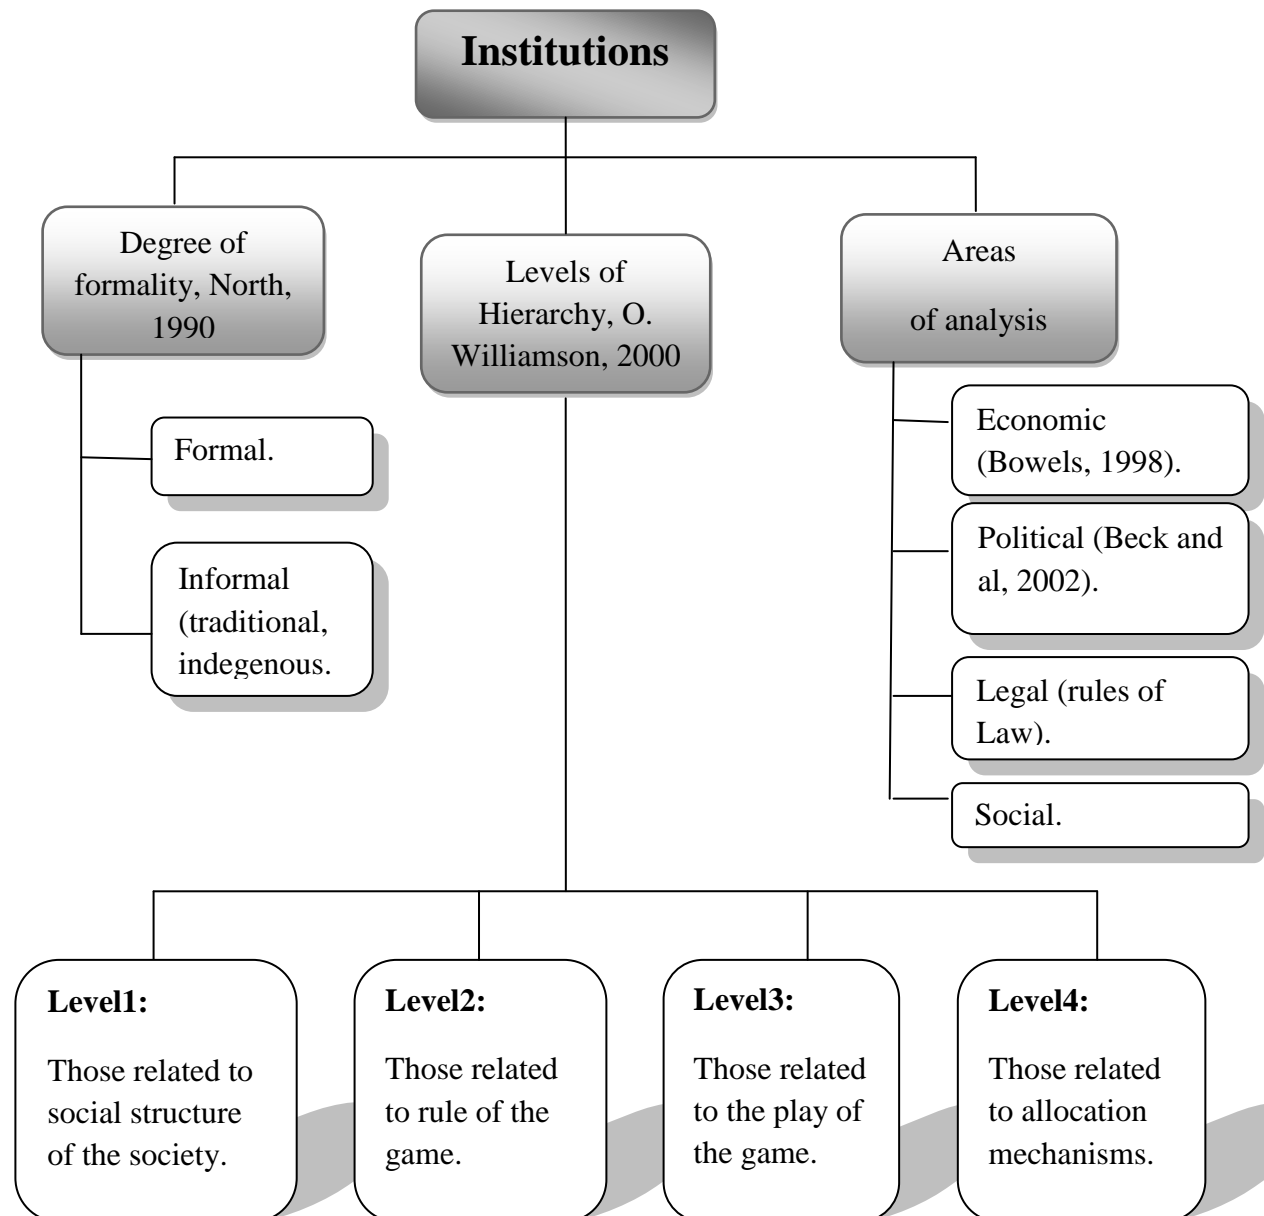 Institutions
Degree of
formality, North,
1990
Formal.
Informal
(traditional,
indegenous.
Levels of
Hierarchy, O.
Williamson, 2000
Areas
of analysis
Economic
(Bowels, 1998).
Political (Beck and
al, 2002).
Legal (rules of
Law).
Social.
Level1:
Those related to
social structure
of the society.
Level2:
Those related
to rule of the
game.
Level3:
Those related
to the play of
the game.
Level4:
Those related
to allocation
mechanisms.